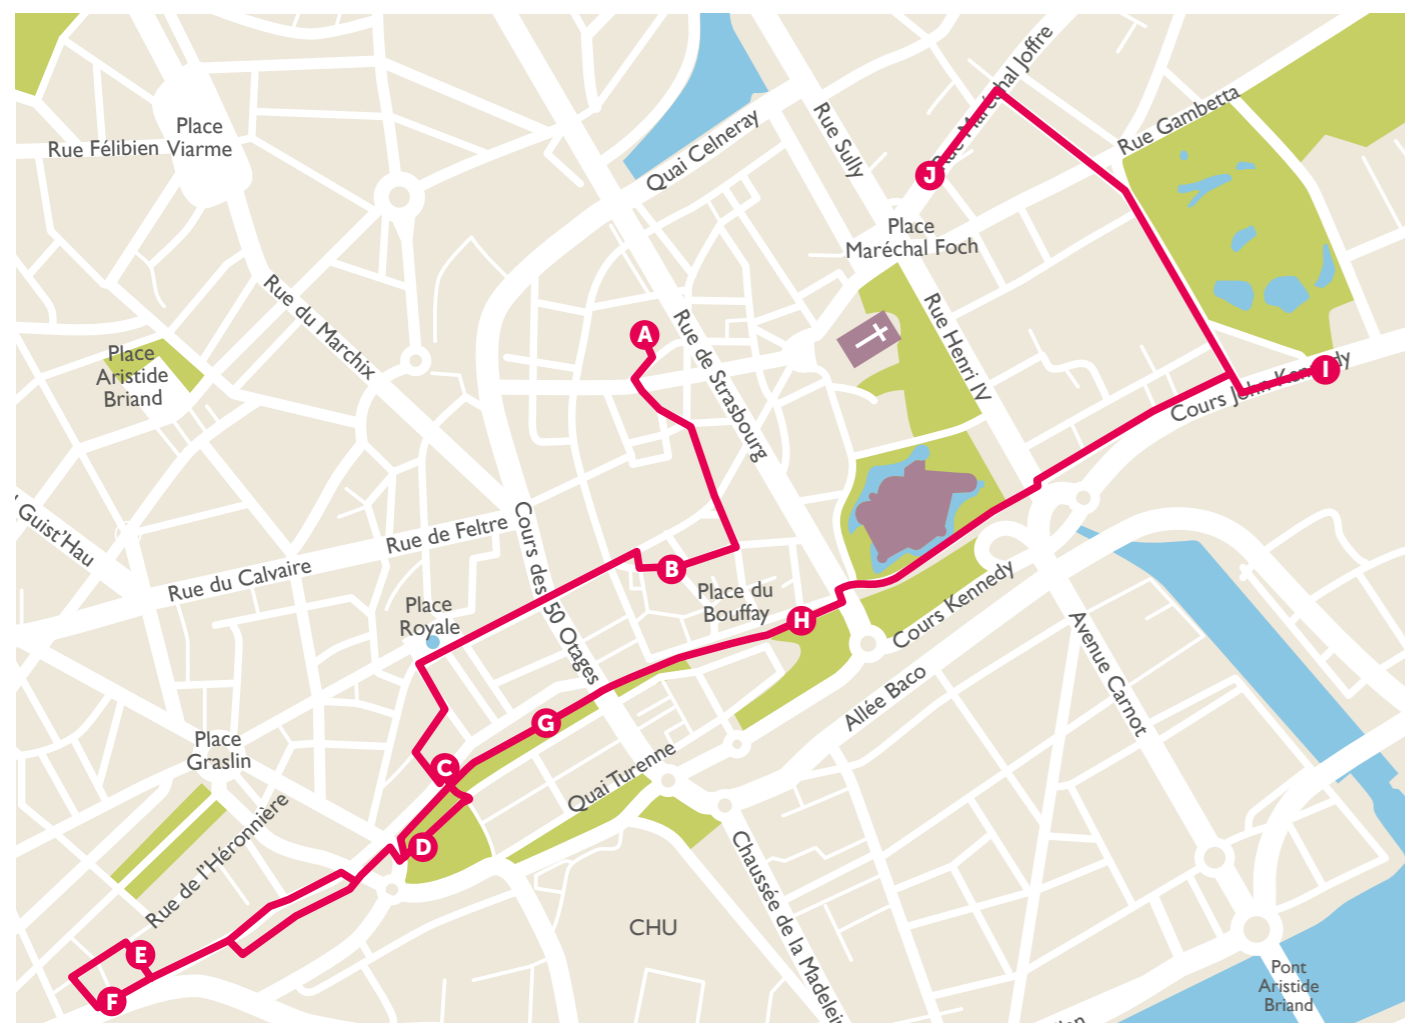 Rue Maréchal Joffre
Rue Gambetta
Quai Celneray
Rue Sully
Place
Viarme
Rue Félibien
J
Place
Maréchal Foch
Rue du Marchix
Rue de Strasbourg
Rue Henri IV
A
Place
Aristide
Briand
I
Cours John Kennedy
Guist'Hau
Rue de Feltre
Cours des 50 Otages
Rue du Calvaire
B
Place
Royale
Place du
Bouffay
H
Cours Kennedy
Avenue Carnot
Allée Baco
G
Place
Graslin
C
Quai Turenne
D
Rue de l'Héronnière
Chaussée de la Madelei
CHU
E
F
Pont
Aristide
Briand